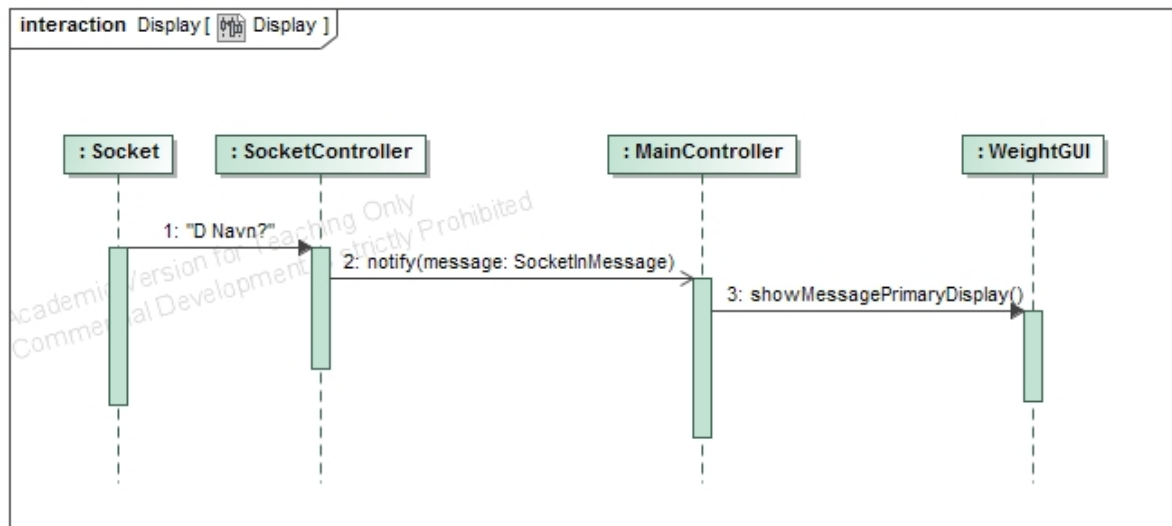 interaction Display [ Display ]
: Socket
: SocketController
: MainController
: WeightGUI
1: "D Navn?"
2: notify(message: SocketInMessage)
3: showMessagePrimaryDisplay()
Academic Version for Teaching Only
Commercial Development is strictly Prohibited